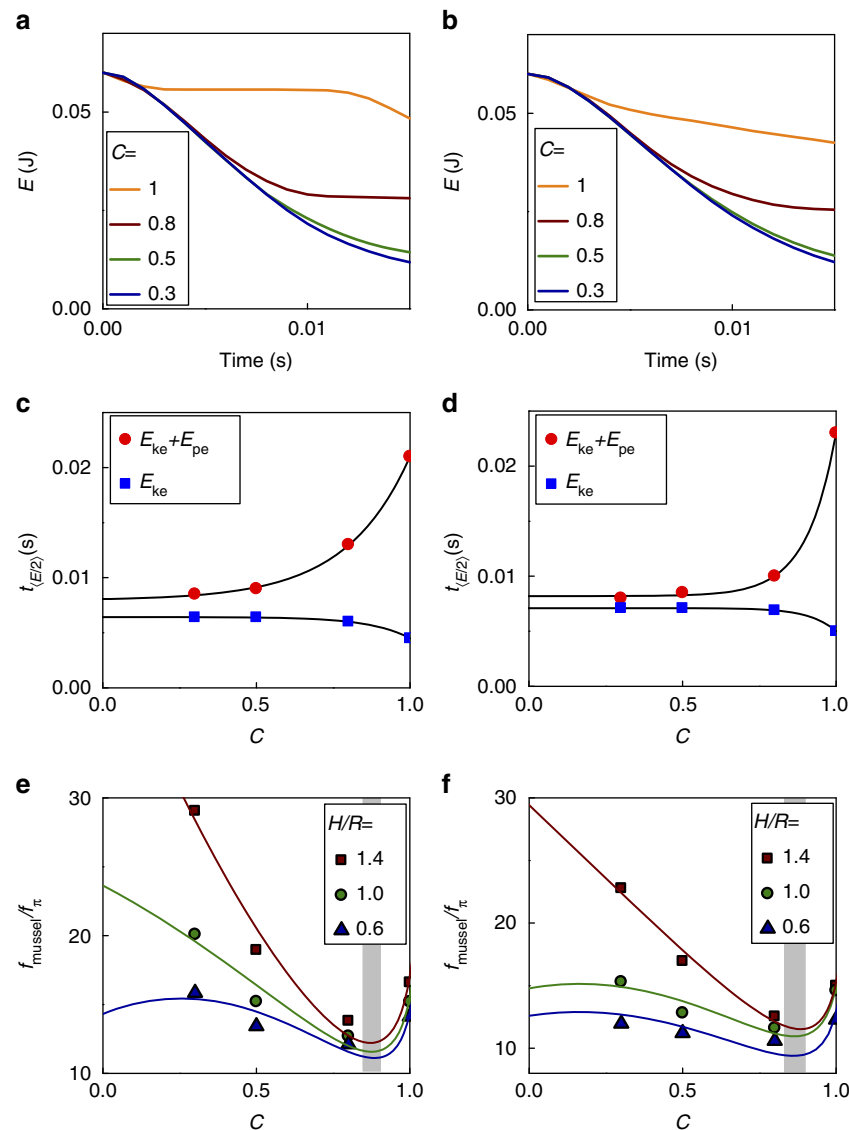 a
E (J)
0.05
0.00
C=
1
0.8
0.5
0.3
0.00
0.01
Time (s)
b
E (J)
0.05
0.00
C=
1
0.8
0.5
0.3
0.00
0.01
Time (s)
c
t⟨E/2⟩(s)
0.02
0.01
0.00
Eke+Epe
Eke
0.0
0.5
1.0
C
d
t⟨E/2⟩(s)
0.02
0.01
0.00
Eke+Epe
Eke
0.0
0.5
1.0
C
e
fmussel/fπ
30
20
10
H/R=
1.4
1.0
0.6
0.0
0.5
1.0
C
f
fmussel/fπ
30
20
10
H/R=
1.4
1.0
0.6
0.0
0.5
1.0
C